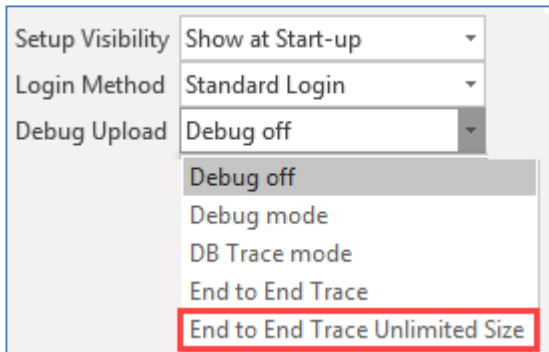 Setup Visibility Show at Start-up
Login Method Standard Login
Debug Upload Debug off
Debug off
Debug mode
DB Trace mode
End to End Trace
End to End Trace Unlimited Size